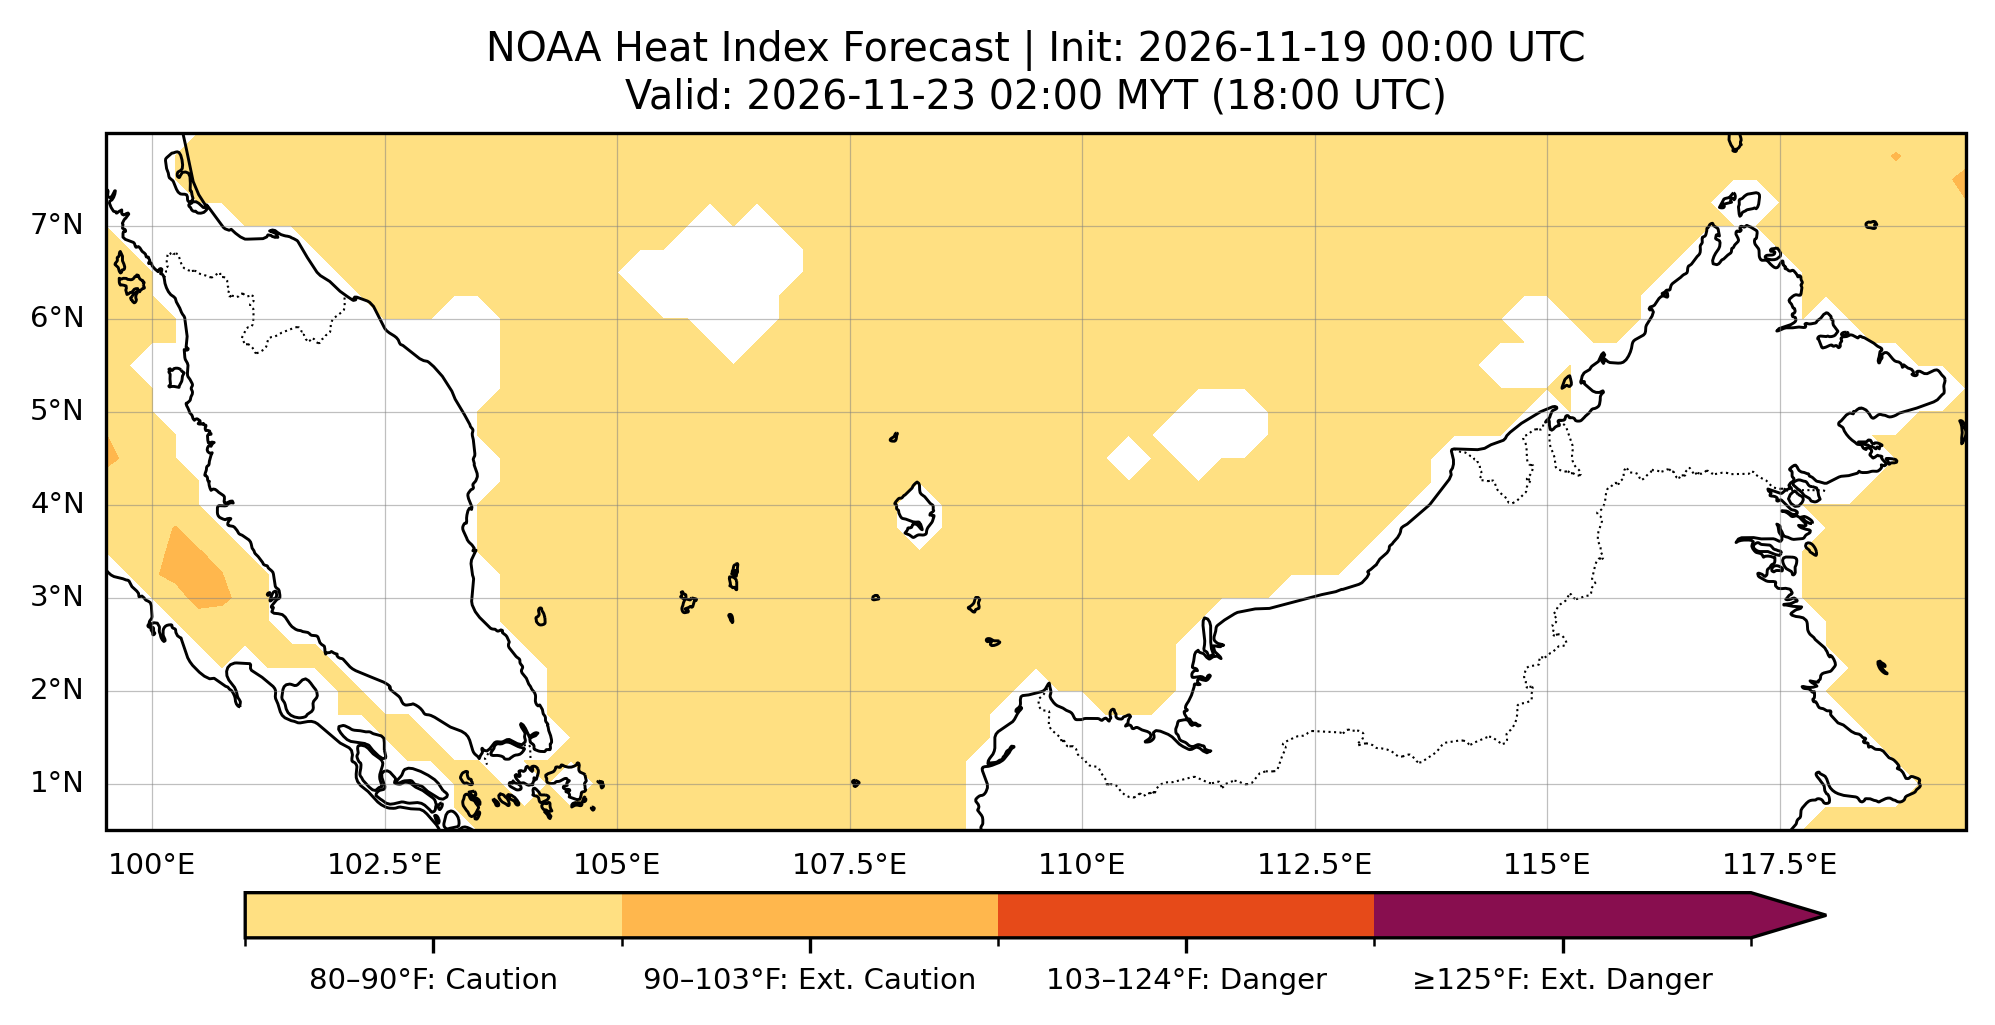 NOAA Heat Index Forecast | Init: 2026-11-19 00:00 UTC
Valid: 2026-11-23 02:00 MYT (18:00 UTC)
7°N
6°N
5°N
4°N
3°N
2°N
1°N
100°E 102.5°E 105°E 107.5°E 110°E 112.5°E 115°E 117.5°E
80–90°F: Caution 90–103°F: Ext. Caution 103–124°F: Danger ≥125°F: Ext. Danger